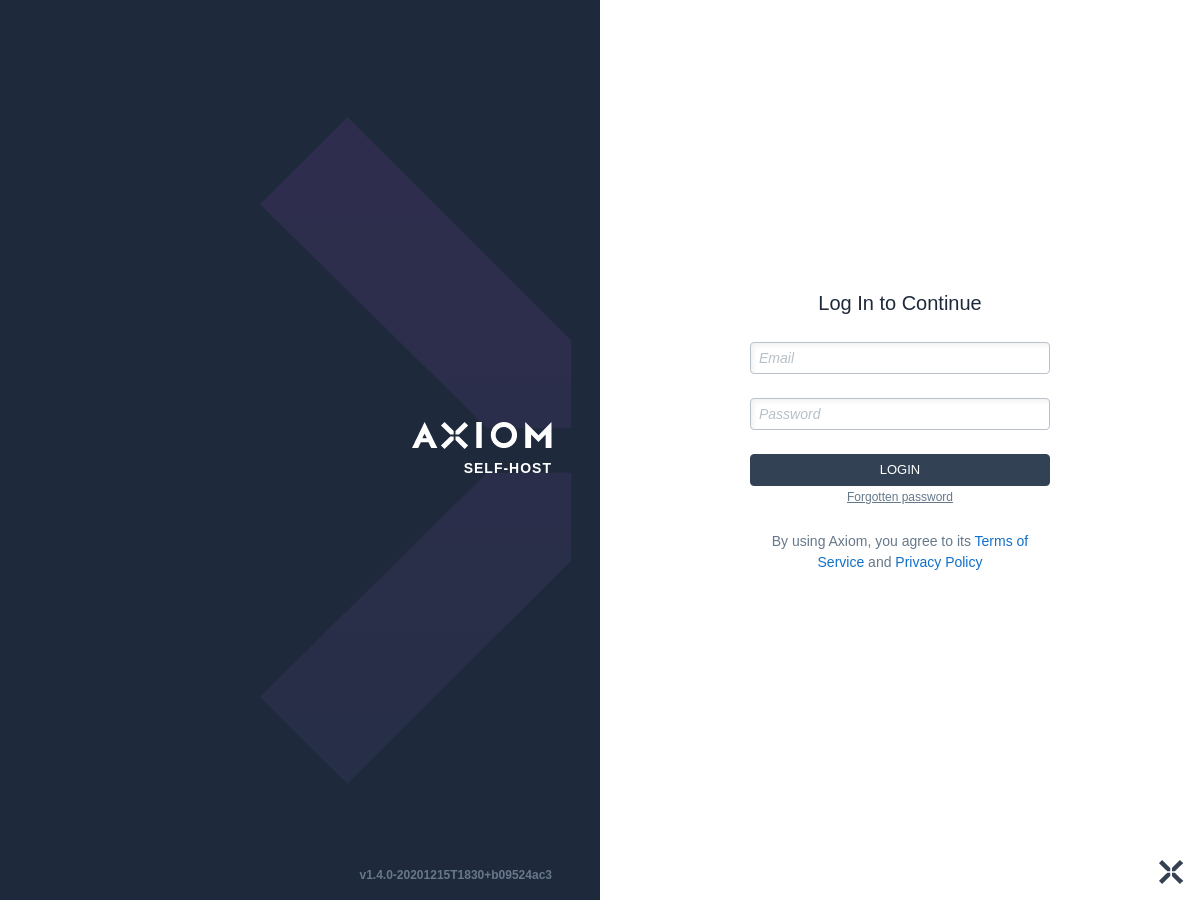 AXIOM
SELF-HOST
v1.4.0-20201215T1830+b09524ac3
Log In to Continue
Email
Password
LOGIN
Forgotten password
By using Axiom, you agree to its Terms of
Service and Privacy Policy